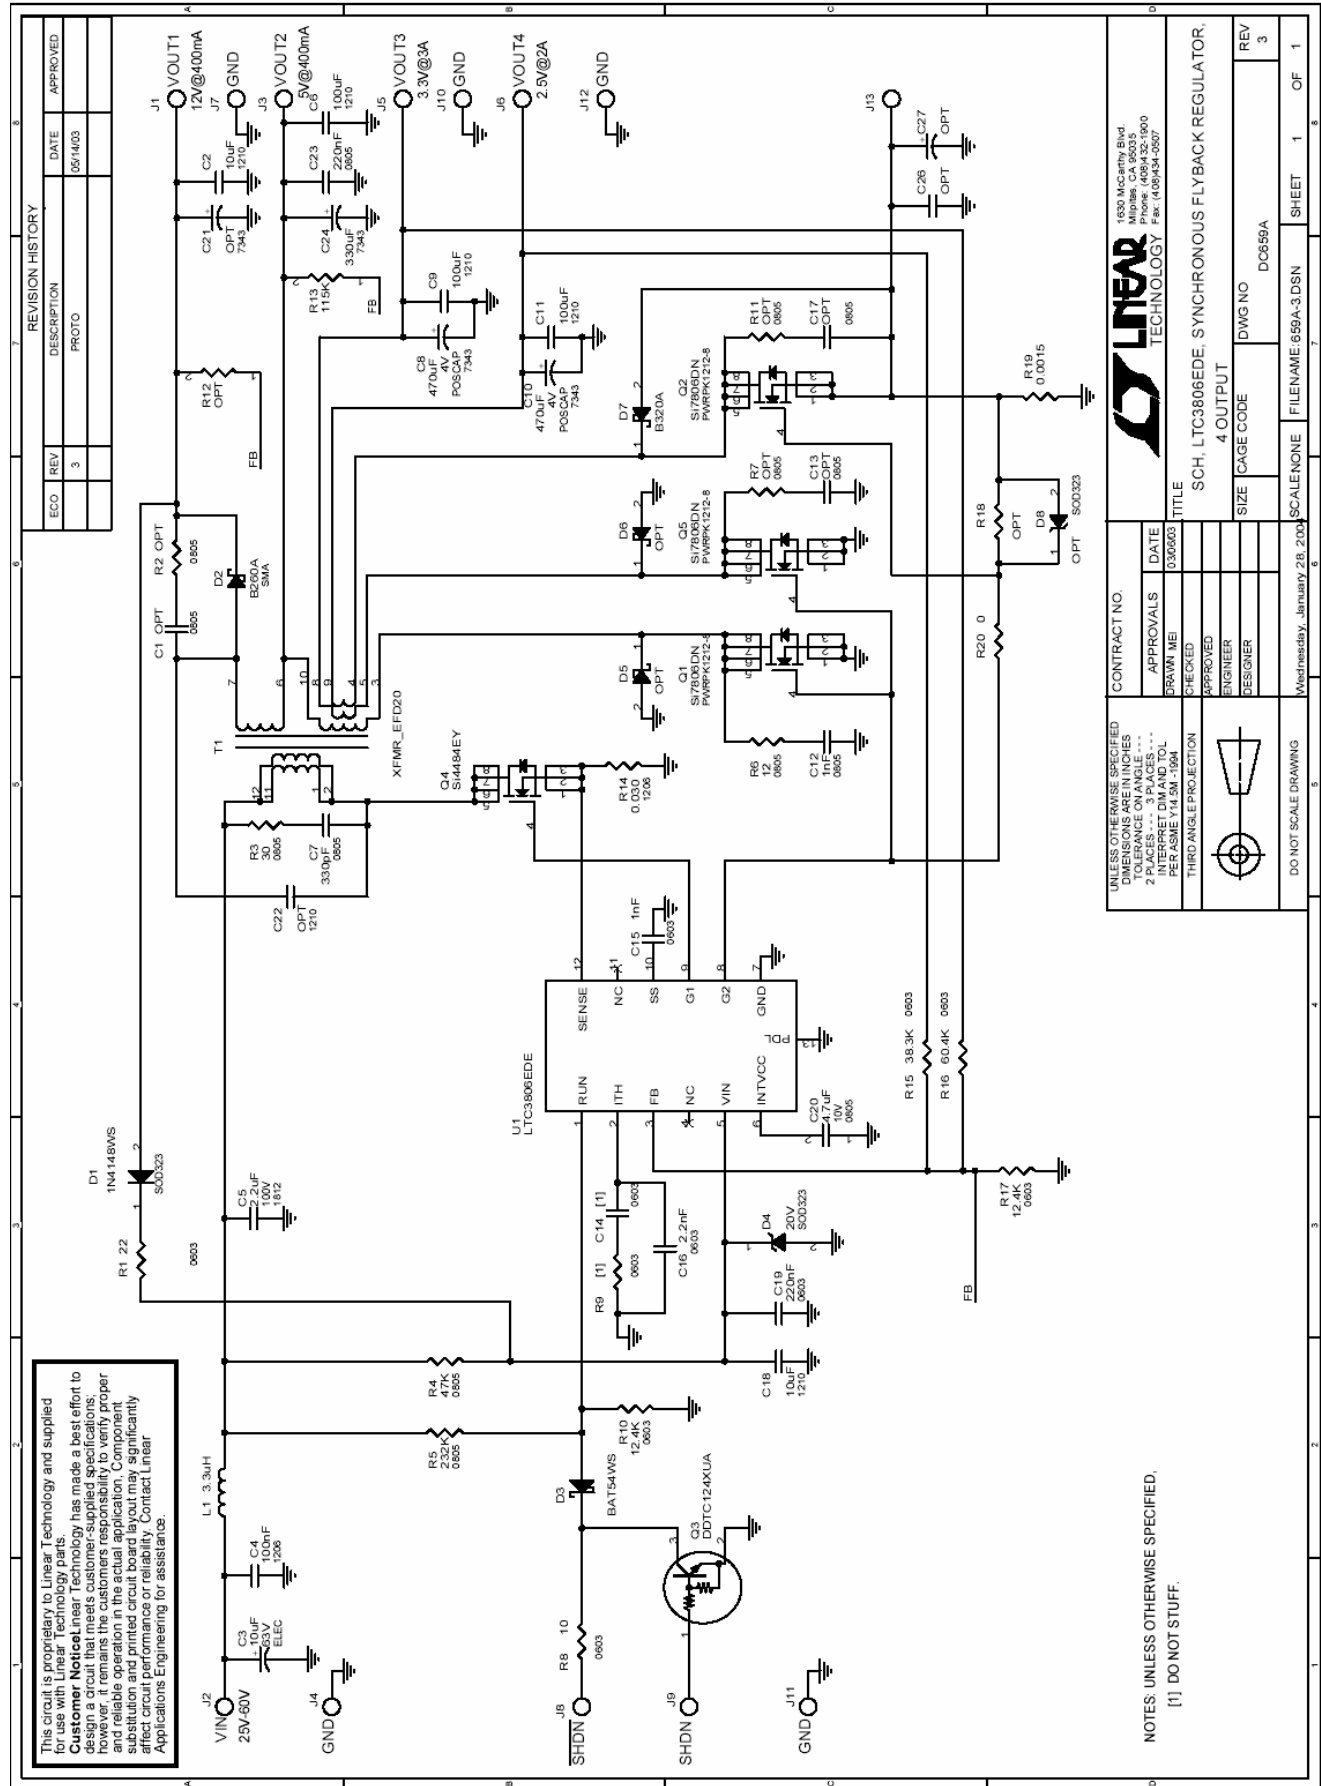 This circuit is proprietary to Linear Technology and supplied
for use with Linear Technology parts.
Customer Notice:Linear Technology has made a best effort to
design a circuit that meets customer-supplied specifications;
however, it remains the customers responsibility to verify proper
and reliable operation in the actual application, Component
substitution and printed circuit board layout may significantly
affect circuit performance or reliability. Contact Linear
Applications Engineering for assistance.
REVISION HISTORY
ECO REV DESCRIPTION DATE APPROVED
3 PROTO 05/14/03
J2
VIN
25V-60V
C3
10uF
63V
ELEC
J4
GND
C4
100nF
1206
L1 3.3uH
R5
232K
0805
R4
47K
0805
R1 22
0603
D1
1N4148WS
SOD323
C5
2.2uF
100V
1812
C22
OPT
1210
R3
30
0805
C7
330pF
0805
T1
XFMR_EFD20
C1 OPT
0805
R2 OPT
0805
D2
B260A
SMA
FB
R12
OPT
R13
115K
FB
C21
OPT
7343
C2
10uF
1210
J1
VOUT1
12V@400mA
J7
GND
C24
330uF
7343
C23
220nF
0805
C6
100uF
1210
J3
VOUT2
5V@400mA
C8
470uF
4V
POSCAP
7343
C9
100uF
1210
J5
VOUT3
3.3V@3A
J10
GND
C10
470uF
4V
POSCAP
7343
C11
100uF
1210
J6
VOUT4
2.5V@2A
J12
GND
J8
SHDN
R8 10
0603
D3
BAT54WS
Q3
DDTC124XUA
J9
SHDN
J11
GND
R10
12.4K
0603
C18
10uF
1210
C19
220nF
0603
D4
20V
SOD323
R9 [1]
0603
C14 [1]
0603
C16 2.2nF
0603
C20
4.7uF
10V
0805
U1
LTC3806EDE
RUN
ITH
FB
NC
VIN
INTVCC
SENSE
NC
SS
G1
G2
GND
PDL
C15 1nF
0603
Q4
Si4484EY
R14
0.030
1206
D5
OPT
Q1
Si7806DN
PWRPK1212-8
R6
12
0805
C12
1nF
0805
D6
OPT
Q5
Si7806DN
PWRPK1212-8
R7
OPT
0805
C13
OPT
0805
D7
B320A
Q2
Si7806DN
PWRPK1212-8
R11
OPT
0805
C17
OPT
0805
J13
C26
OPT
C27
OPT
R20 0
R18
OPT
D8
OPT
SOD323
R19
0.0015
R15 38.3K 0603
R16 60.4K 0603
FB
R17
12.4K
0603
NOTES: UNLESS OTHERWISE SPECIFIED,
[1] DO NOT STUFF.
UNLESS OTHERWISE SPECIFIED
DIMENSIONS ARE IN INCHES
TOLERANCE ON ANGLE - - -
2 PLACES - - - 3 PLACES - - -
INTERPRET DIM AND TOL
PER ASME Y14.5M -1994
THIRD ANGLE PROJECTION
DO NOT SCALE DRAWING
CONTRACT NO.
APPROVALS DATE
DRAWN MEI 03/06/03
CHECKED
APPROVED
ENGINEER
DESIGNER
Wednesday, January 28, 2004
LINEAR
TECHNOLOGY
1630 McCarthy Blvd.
Milpitas, CA 95035
Phone: (408)432-1900
Fax: (408)434-0507
TITLE
SCH, LTC3806EDE, SYNCHRONOUS FLYBACK REGULATOR,
4 OUTPUT
SIZE CAGE CODE DWG NO REV
DC659A 3
SCALE:NONE FILENAME:659A-3.DSN SHEET 1 OF 1